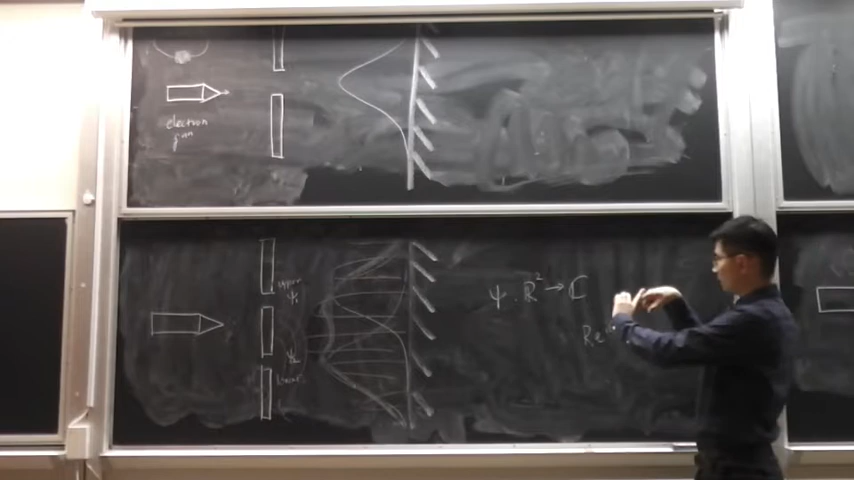 electron
gun
upper
ψ
ψ
lower
ψ : R² → ℂ
Re